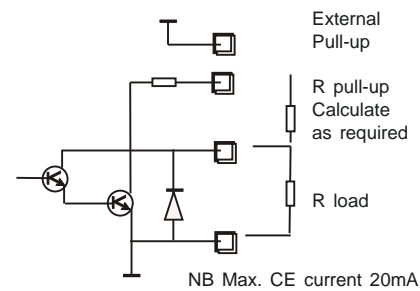 External
Pull-up
R pull-up
Calculate
as required
R load
NB Max. CE current 20mA